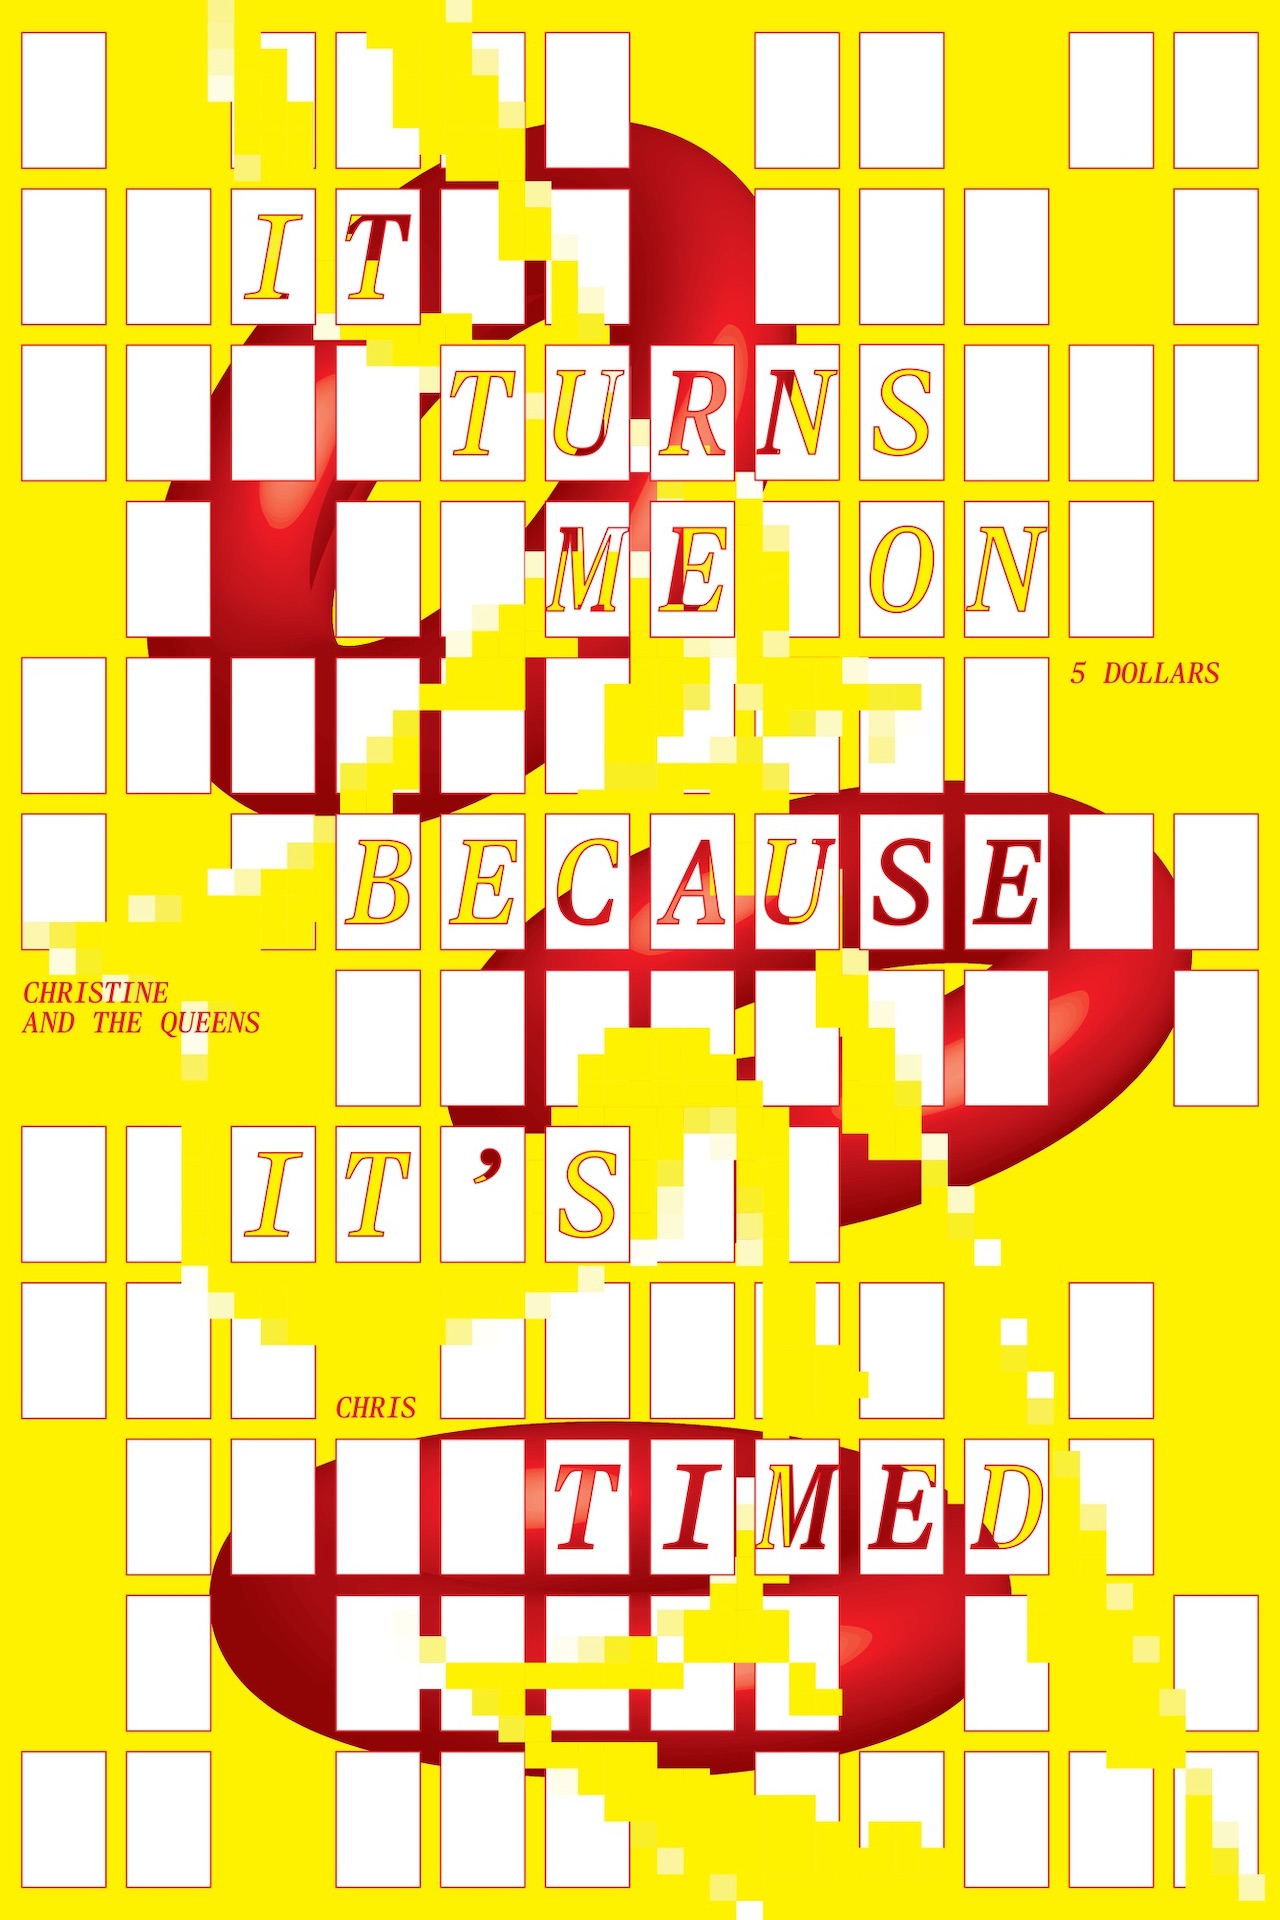 IT
TURNS
ME ON
5 DOLLARS
BECAUSE
CHRISTINE
AND THE QUEENS
IT'S
CHRIS
TIMED